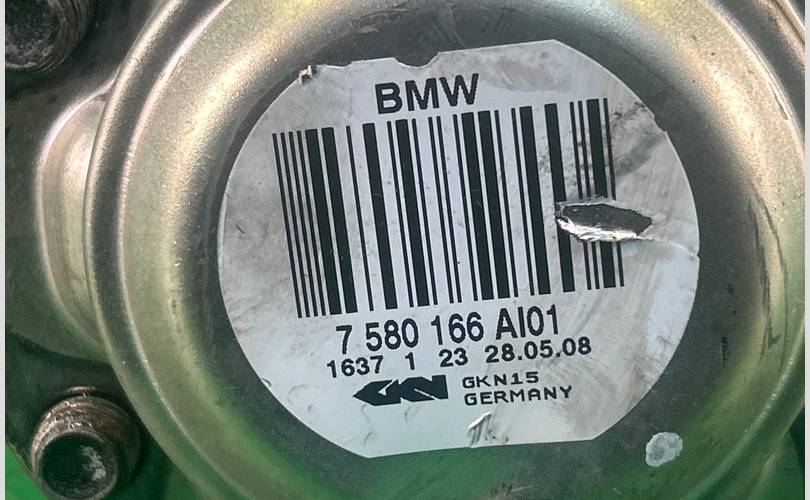 BMW
7 580 166 AI01
1637 1 23 28.05.08
GKN GKN15
GERMANY